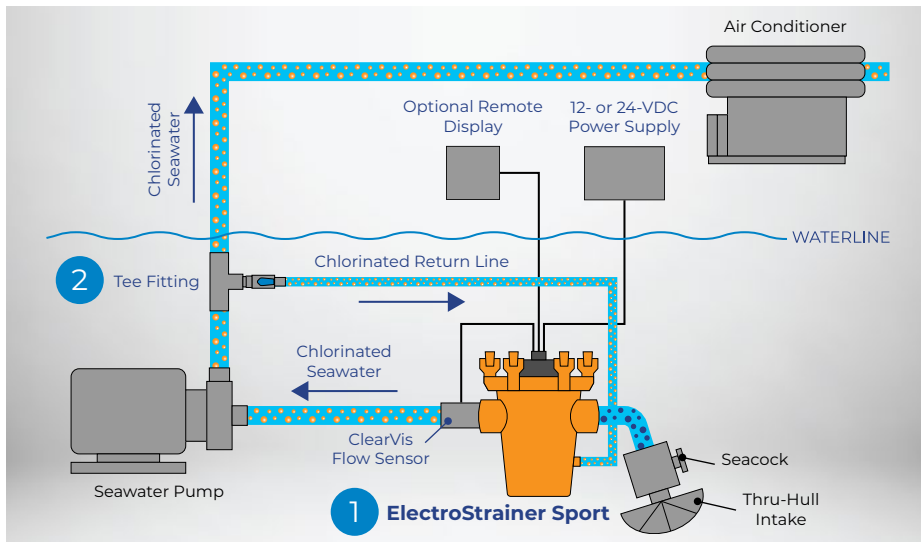 Air Conditioner
Optional Remote
Display
12- or 24-VDC
Power Supply
Chlorinated
Seawater
WATERLINE
2
Tee Fitting
Chlorinated Return Line
Chlorinated
Seawater
ClearVis
Flow Sensor
Seacock
Thru-Hull
Intake
Seawater Pump
1
ElectroStrainer Sport